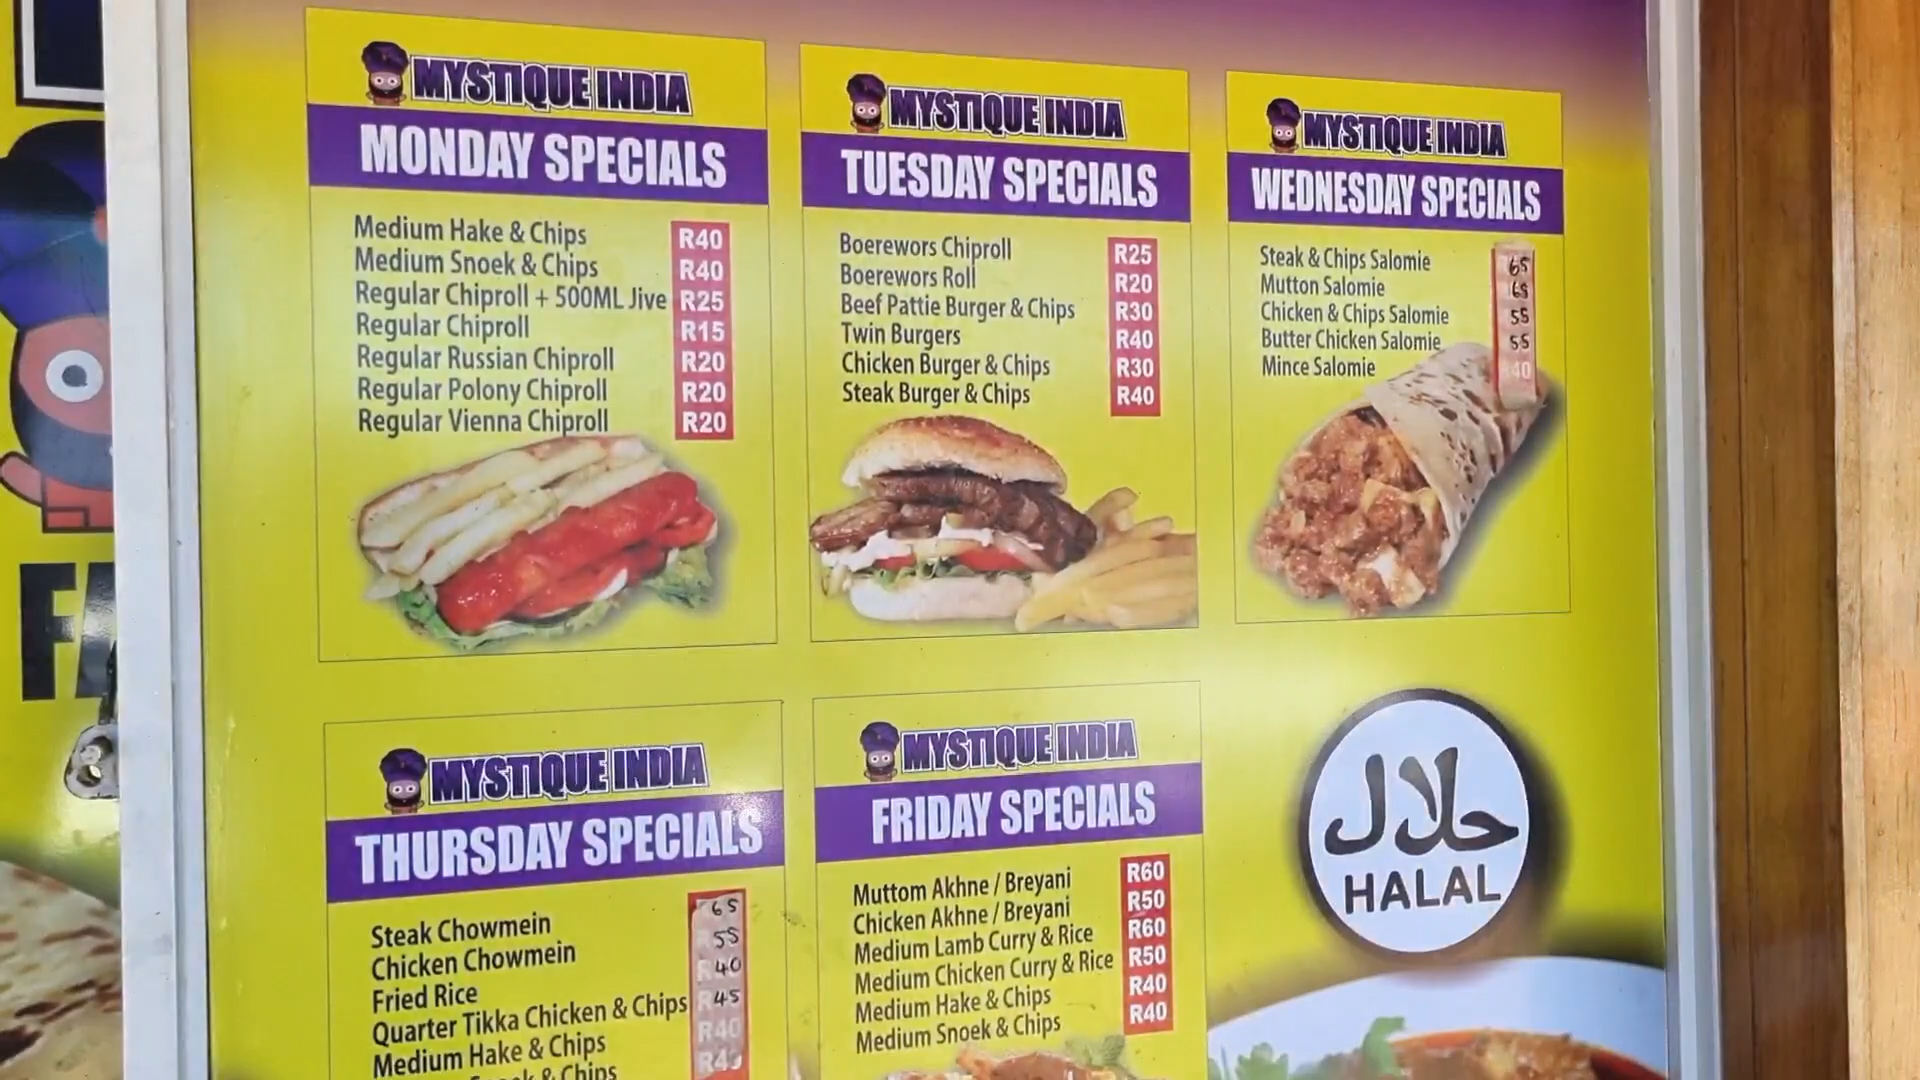 MYSTIQUE INDIA
MONDAY SPECIALS
Medium Hake & Chips R40
Medium Snoek & Chips R40
Regular Chiproll + 500ML Jive R25
Regular Chiproll R15
Regular Russian Chiproll R20
Regular Polony Chiproll R20
Regular Vienna Chiproll R20
MYSTIQUE INDIA
TUESDAY SPECIALS
Boerewors Chiproll R25
Boerewors Roll R20
Beef Pattie Burger & Chips R30
Twin Burgers R40
Chicken Burger & Chips R30
Steak Burger & Chips R40
MYSTIQUE INDIA
WEDNESDAY SPECIALS
Steak & Chips Salomie 65
Mutton Salomie 65
Chicken & Chips Salomie 55
Butter Chicken Salomie 55
Mince Salomie R40
MYSTIQUE INDIA
THURSDAY SPECIALS
Steak Chowmein 65
Chicken Chowmein 55
Fried Rice 40
Quarter Tikka Chicken & Chips R45
Medium Hake & Chips R40
& Chips
MYSTIQUE INDIA
FRIDAY SPECIALS
Muttom Akhne / Breyani R60
Chicken Akhne / Breyani R50
Medium Lamb Curry & Rice R60
Medium Chicken Curry & Rice R50
Medium Hake & Chips R40
Medium Snoek & Chips R40
حلال
HALAL